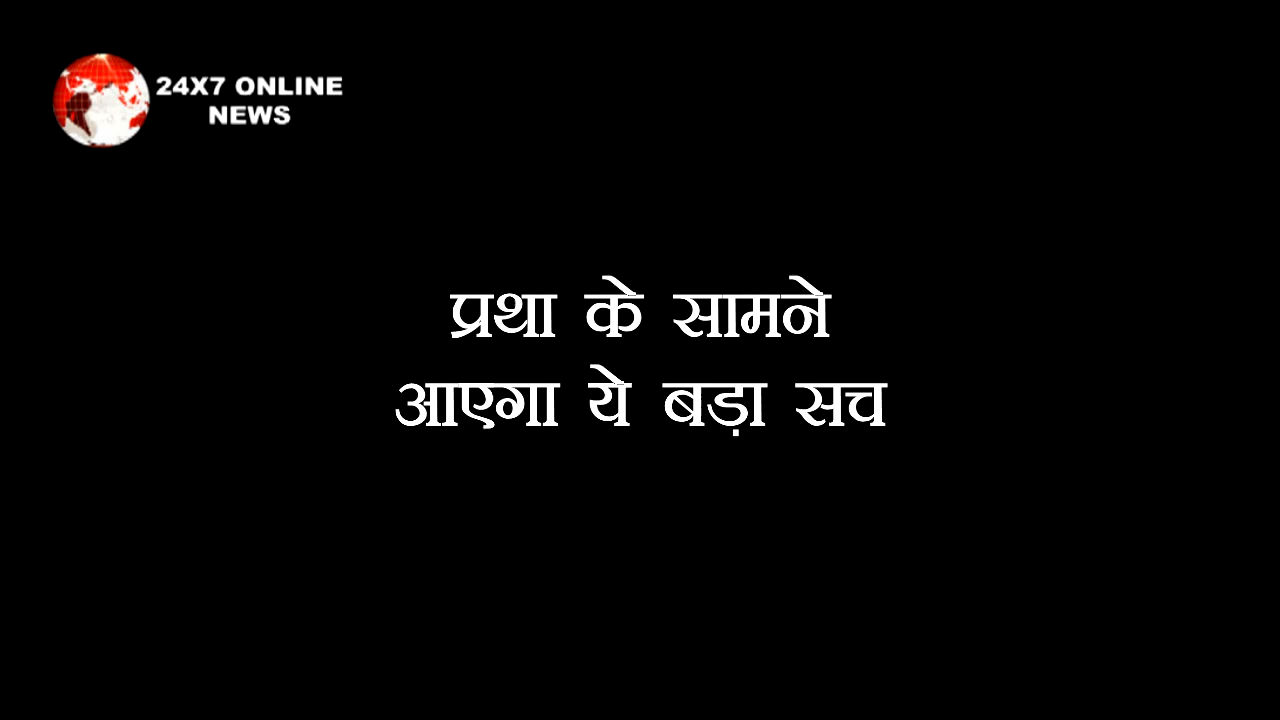 24X7 ONLINE
NEWS
प्रथा के सामने
आएगा ये बड़ा सच